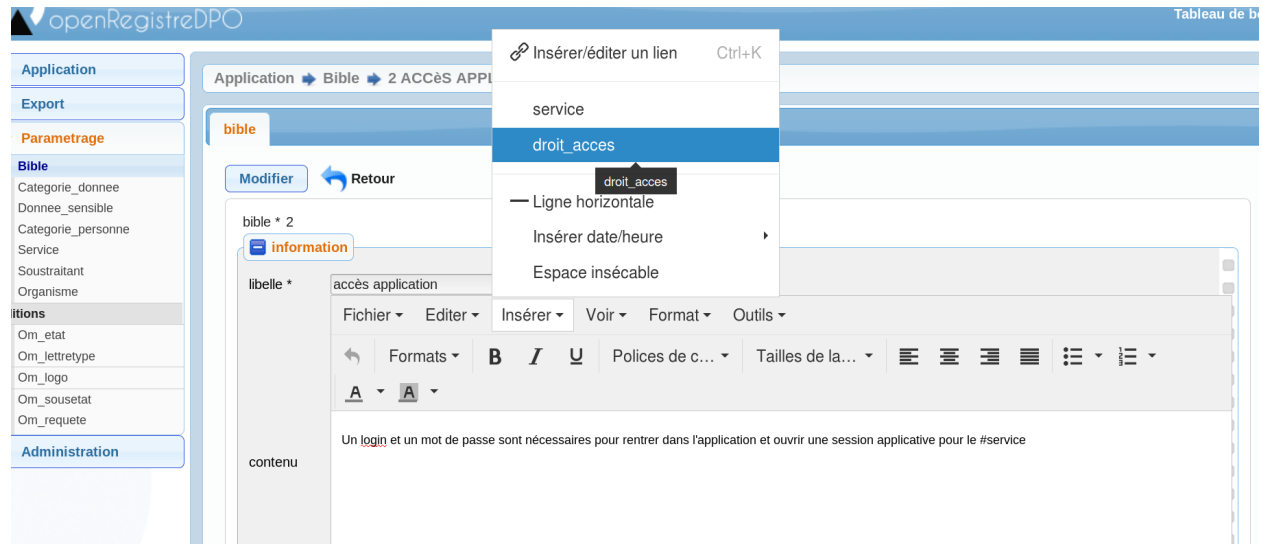 openRegistreDPO
Tableau de b
Application
Export
Parametrage
Bible
Categorie_donnee
Donnee_sensible
Categorie_personne
Service
Soustraitant
Organisme
itions
Om_etat
Om_lettretype
Om_logo
Om_sousetat
Om_requete
Administration
Application Bible 2 ACCèS APPL
bible
Modifier Retour
bible * 2
information
libelle * accès application
Insérer/éditer un lien Ctrl+K
service
droit_acces
droit_acces
Ligne horizontale
Insérer date/heure
Espace insécable
Fichier Editer Insérer Voir Format Outils
Formats B I U Polices de c... Tailles de la...
A A
contenu
Un login et un mot de passe sont nécessaires pour rentrer dans l'application et ouvrir une session applicative pour le #service